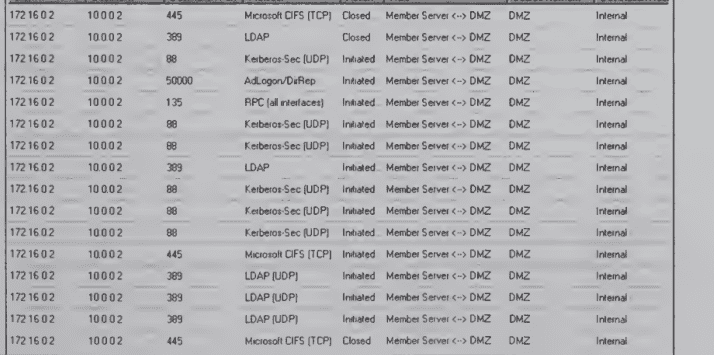 172 16 0 2 10 0 0 2 445 Microsoft CIFS (TCP) Closed Member Server <--> DMZ DMZ Internal
172 16 0 2 10 0 0 2 389 LDAP Closed Member Server <--> DMZ DMZ Internal
172 16 0 2 10 0 0 2 88 Kerberos-Sec (UDP) Initiated Member Server <--> DMZ DMZ Internal
172 16 0 2 10 0 0 2 50000 AdLogon/DirRep Initiated Member Server <--> DMZ DMZ Internal
172 16 0 2 10 0 0 2 135 RPC (all interfaces) Initiated Member Server <--> DMZ DMZ Internal
172 16 0 2 10 0 0 2 88 Kerberos-Sec (UDP) Initiated Member Server <--> DMZ DMZ Internal
172 16 0 2 10 0 0 2 88 Kerberos-Sec (UDP) Initiated Member Server <--> DMZ DMZ Internal
172 16 0 2 10 0 0 2 389 LDAP Initiated Member Server <--> DMZ DMZ Internal
172 16 0 2 10 0 0 2 88 Kerberos-Sec (UDP) Initiated Member Server <--> DMZ DMZ Internal
172 16 0 2 10 0 0 2 88 Kerberos-Sec (UDP) Initiated Member Server <--> DMZ DMZ Internal
172 16 0 2 10 0 0 2 88 Kerberos-Sec (UDP) Initiated Member Server <--> DMZ DMZ Internal
172 16 0 2 10 0 0 2 445 Microsoft CIFS (TCP) Initiated Member Server <--> DMZ DMZ Internal
172 16 0 2 10 0 0 2 389 LDAP (UDP) Initiated Member Server <--> DMZ DMZ Internal
172 16 0 2 10 0 0 2 389 LDAP (UDP) Initiated Member Server <--> DMZ DMZ Internal
172 16 0 2 10 0 0 2 389 LDAP (UDP) Initiated Member Server <--> DMZ DMZ Internal
172 16 0 2 10 0 0 2 445 Microsoft CIFS (TCP) Closed Member Server <--> DMZ DMZ Internal